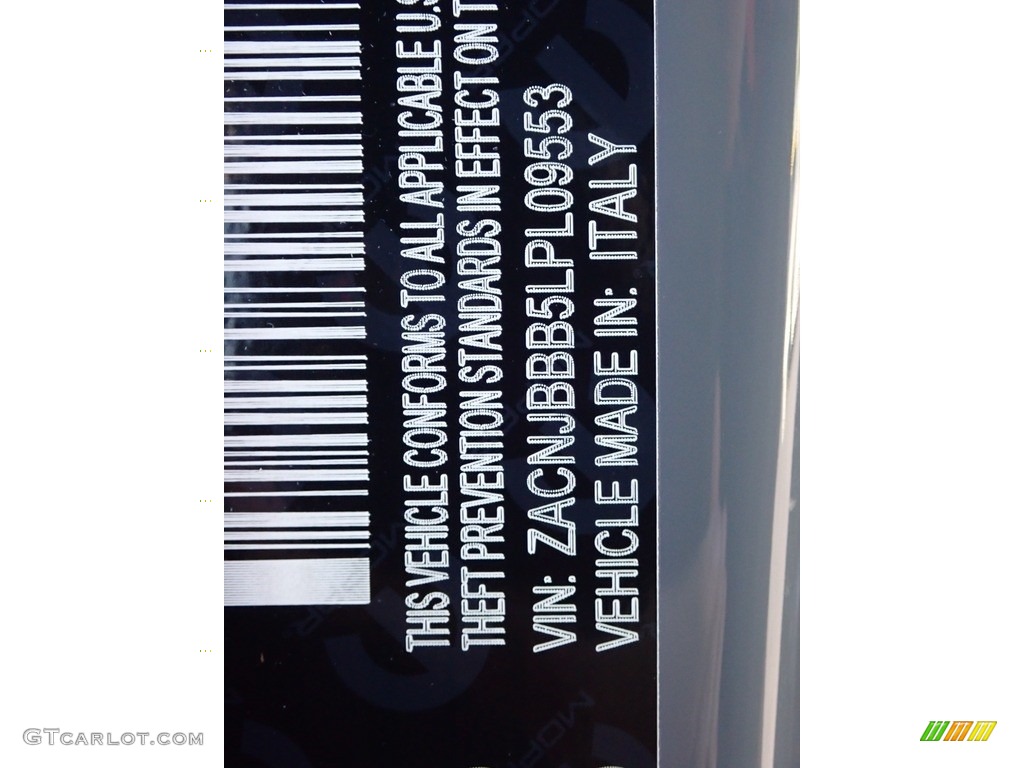 THIS VEHICLE CONFORMS TO ALL APPLICABLE U.S
THEFT PREVENTION STANDARDS IN EFFECT ON T
VIN: ZACNJBBB5LPL09553
VEHICLE MADE IN: ITALY
GTCARLOT.COM